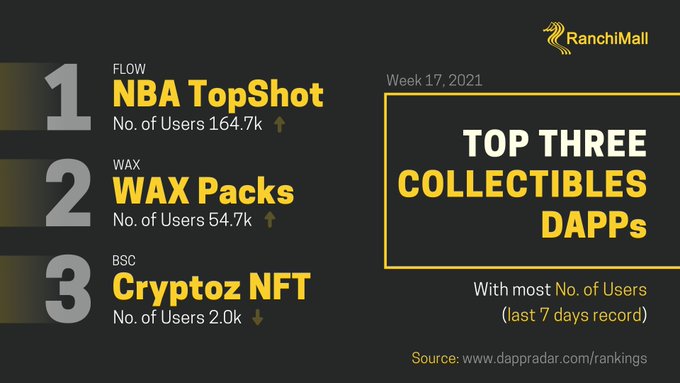 RanchiMall
Week 17, 2021
TOP THREE
COLLECTIBLES
DAPPs
With most No. of Users
(last 7 days record)
Source: www.dappradar.com/rankings
1
FLOW
NBA TopShot
No. of Users 164.7k
2
WAX
WAX Packs
No. of Users 54.7k
3
BSC
Cryptoz NFT
No. of Users 2.0k